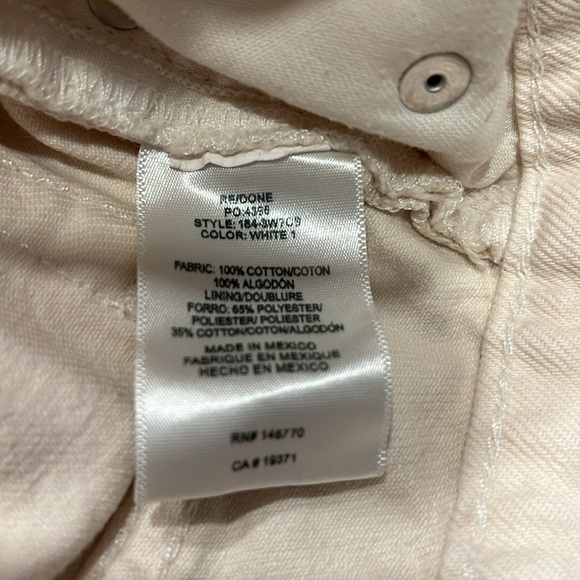 RE/DONE
PO:4396
STYLE: 184-3W7CB
COLOR: WHITE 1
FABRIC: 100% COTTON/COTON
100% ALGODÓN
LINING/DOUBLURE
FORRO: 65% POLYESTER/
POLIESTER/POLIESTER
35% COTTON/COTON/ALGODÓN
MADE IN MEXICO
FABRIQUE EN MEXIQUE
HECHO EN MEXICO
RN# 146770
CA# 19371